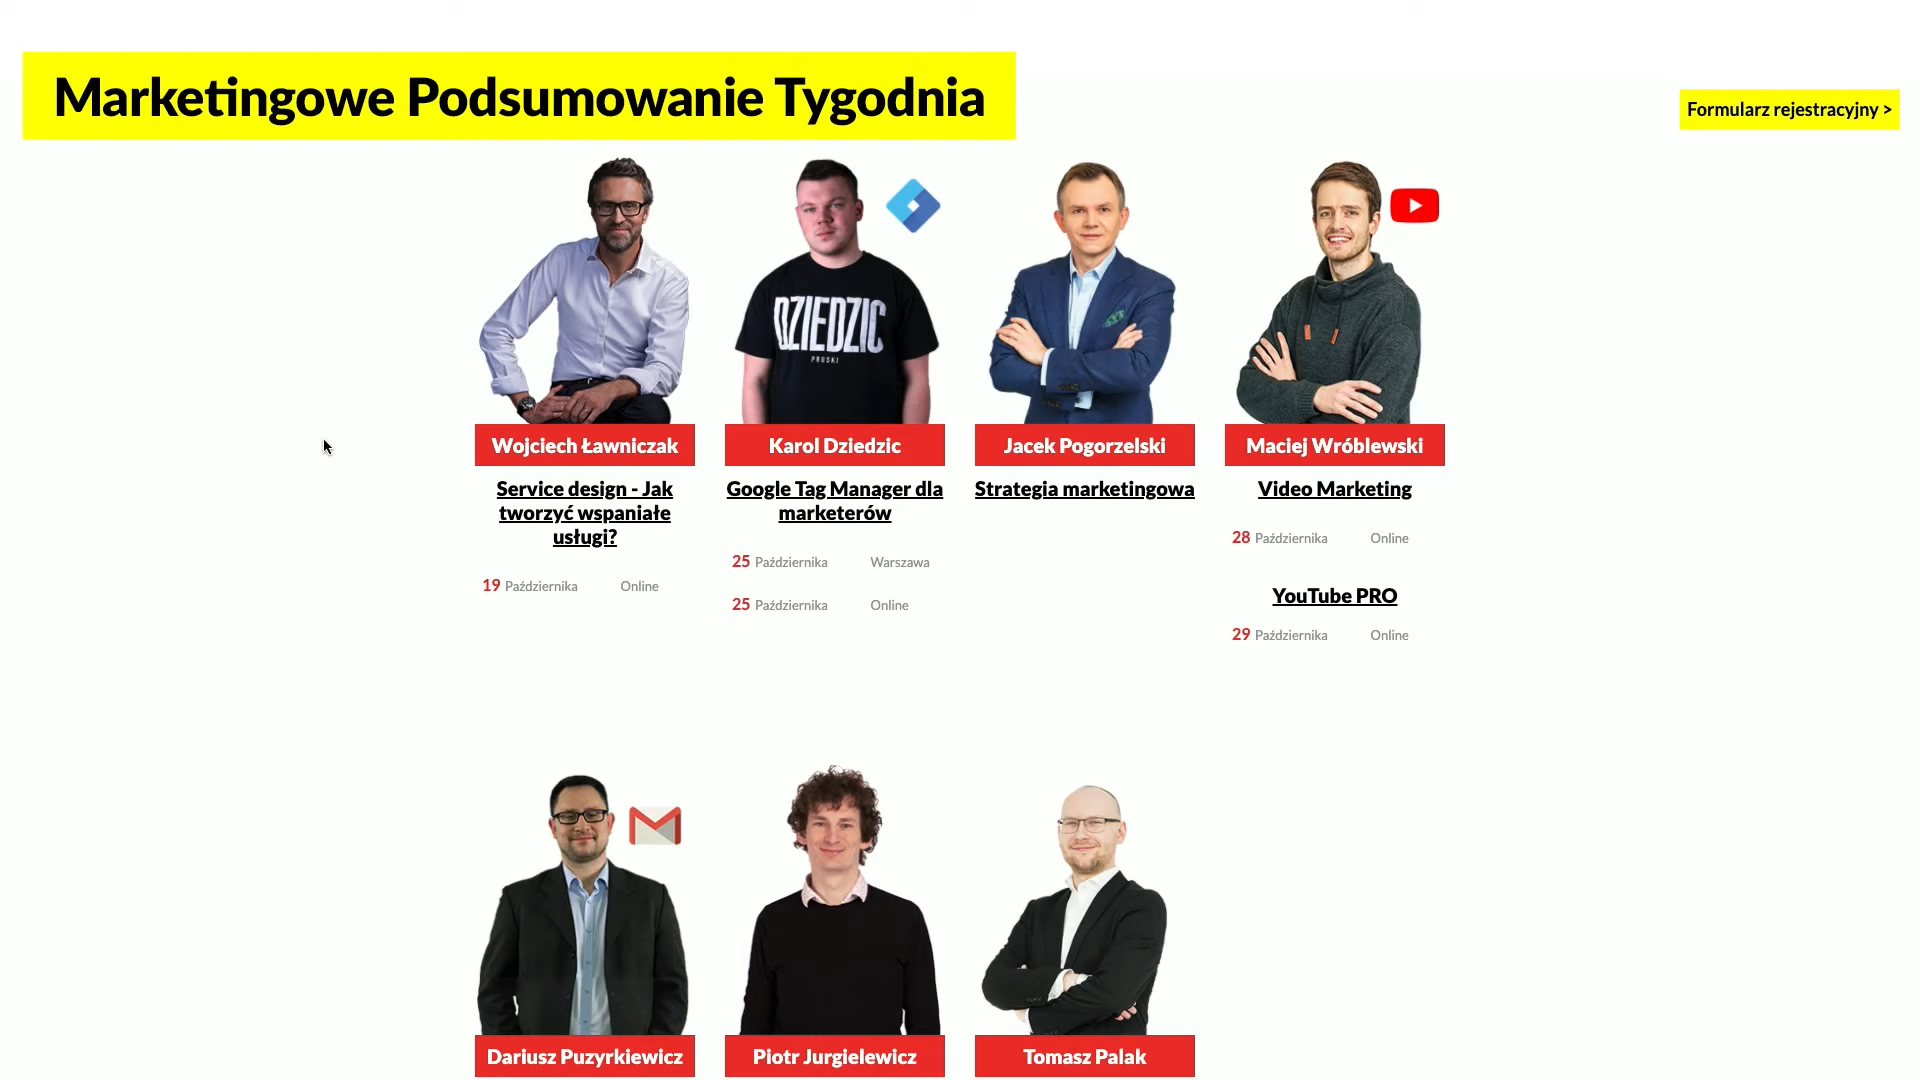 Marketingowe Podsumowanie Tygodnia
Formularz rejestracyjny >
DZIEDZIC
PRUSKI
Wojciech Ławniczak
Karol Dziedzic
Jacek Pogorzelski
Maciej Wróblewski
Service design - Jak
tworzyć wspaniałe
usługi?
19 Października Online
Google Tag Manager dla
marketerów
25 Października Warszawa
25 Października Online
Strategia marketingowa
Video Marketing
28 Października Online
YouTube PRO
29 Października Online
Dariusz Puzyrkiewicz
Piotr Jurgielewicz
Tomasz Palak